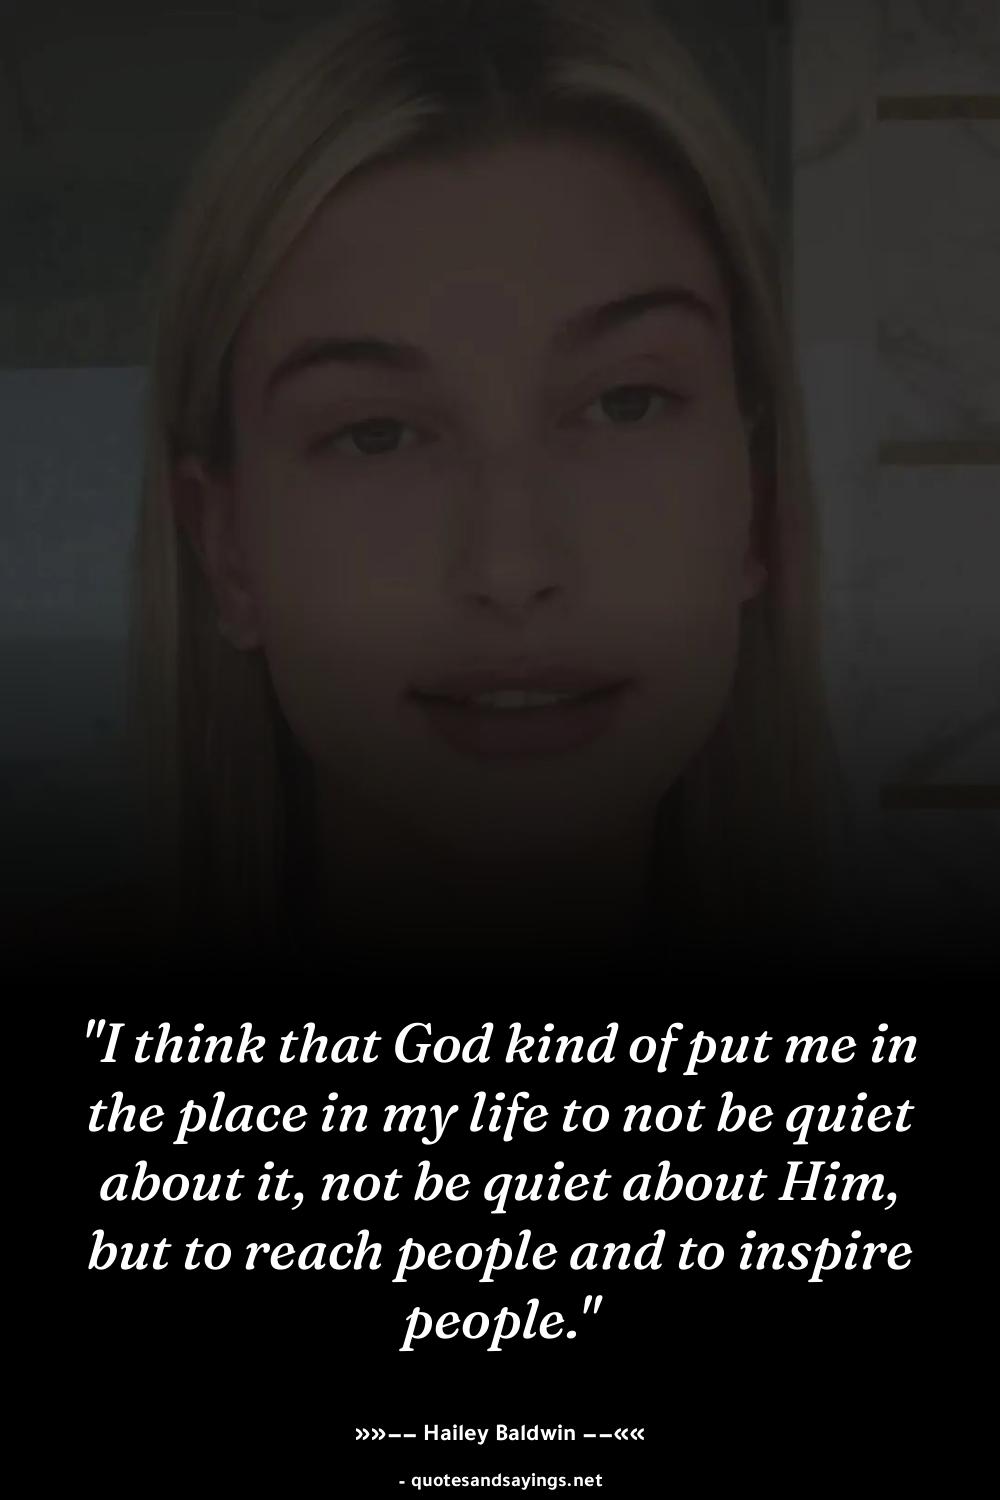 "I think that God kind of put me in
the place in my life to not be quiet
about it, not be quiet about Him,
but to reach people and to inspire
people."
»»–– Hailey Baldwin ––««
- quotesandsayings.net